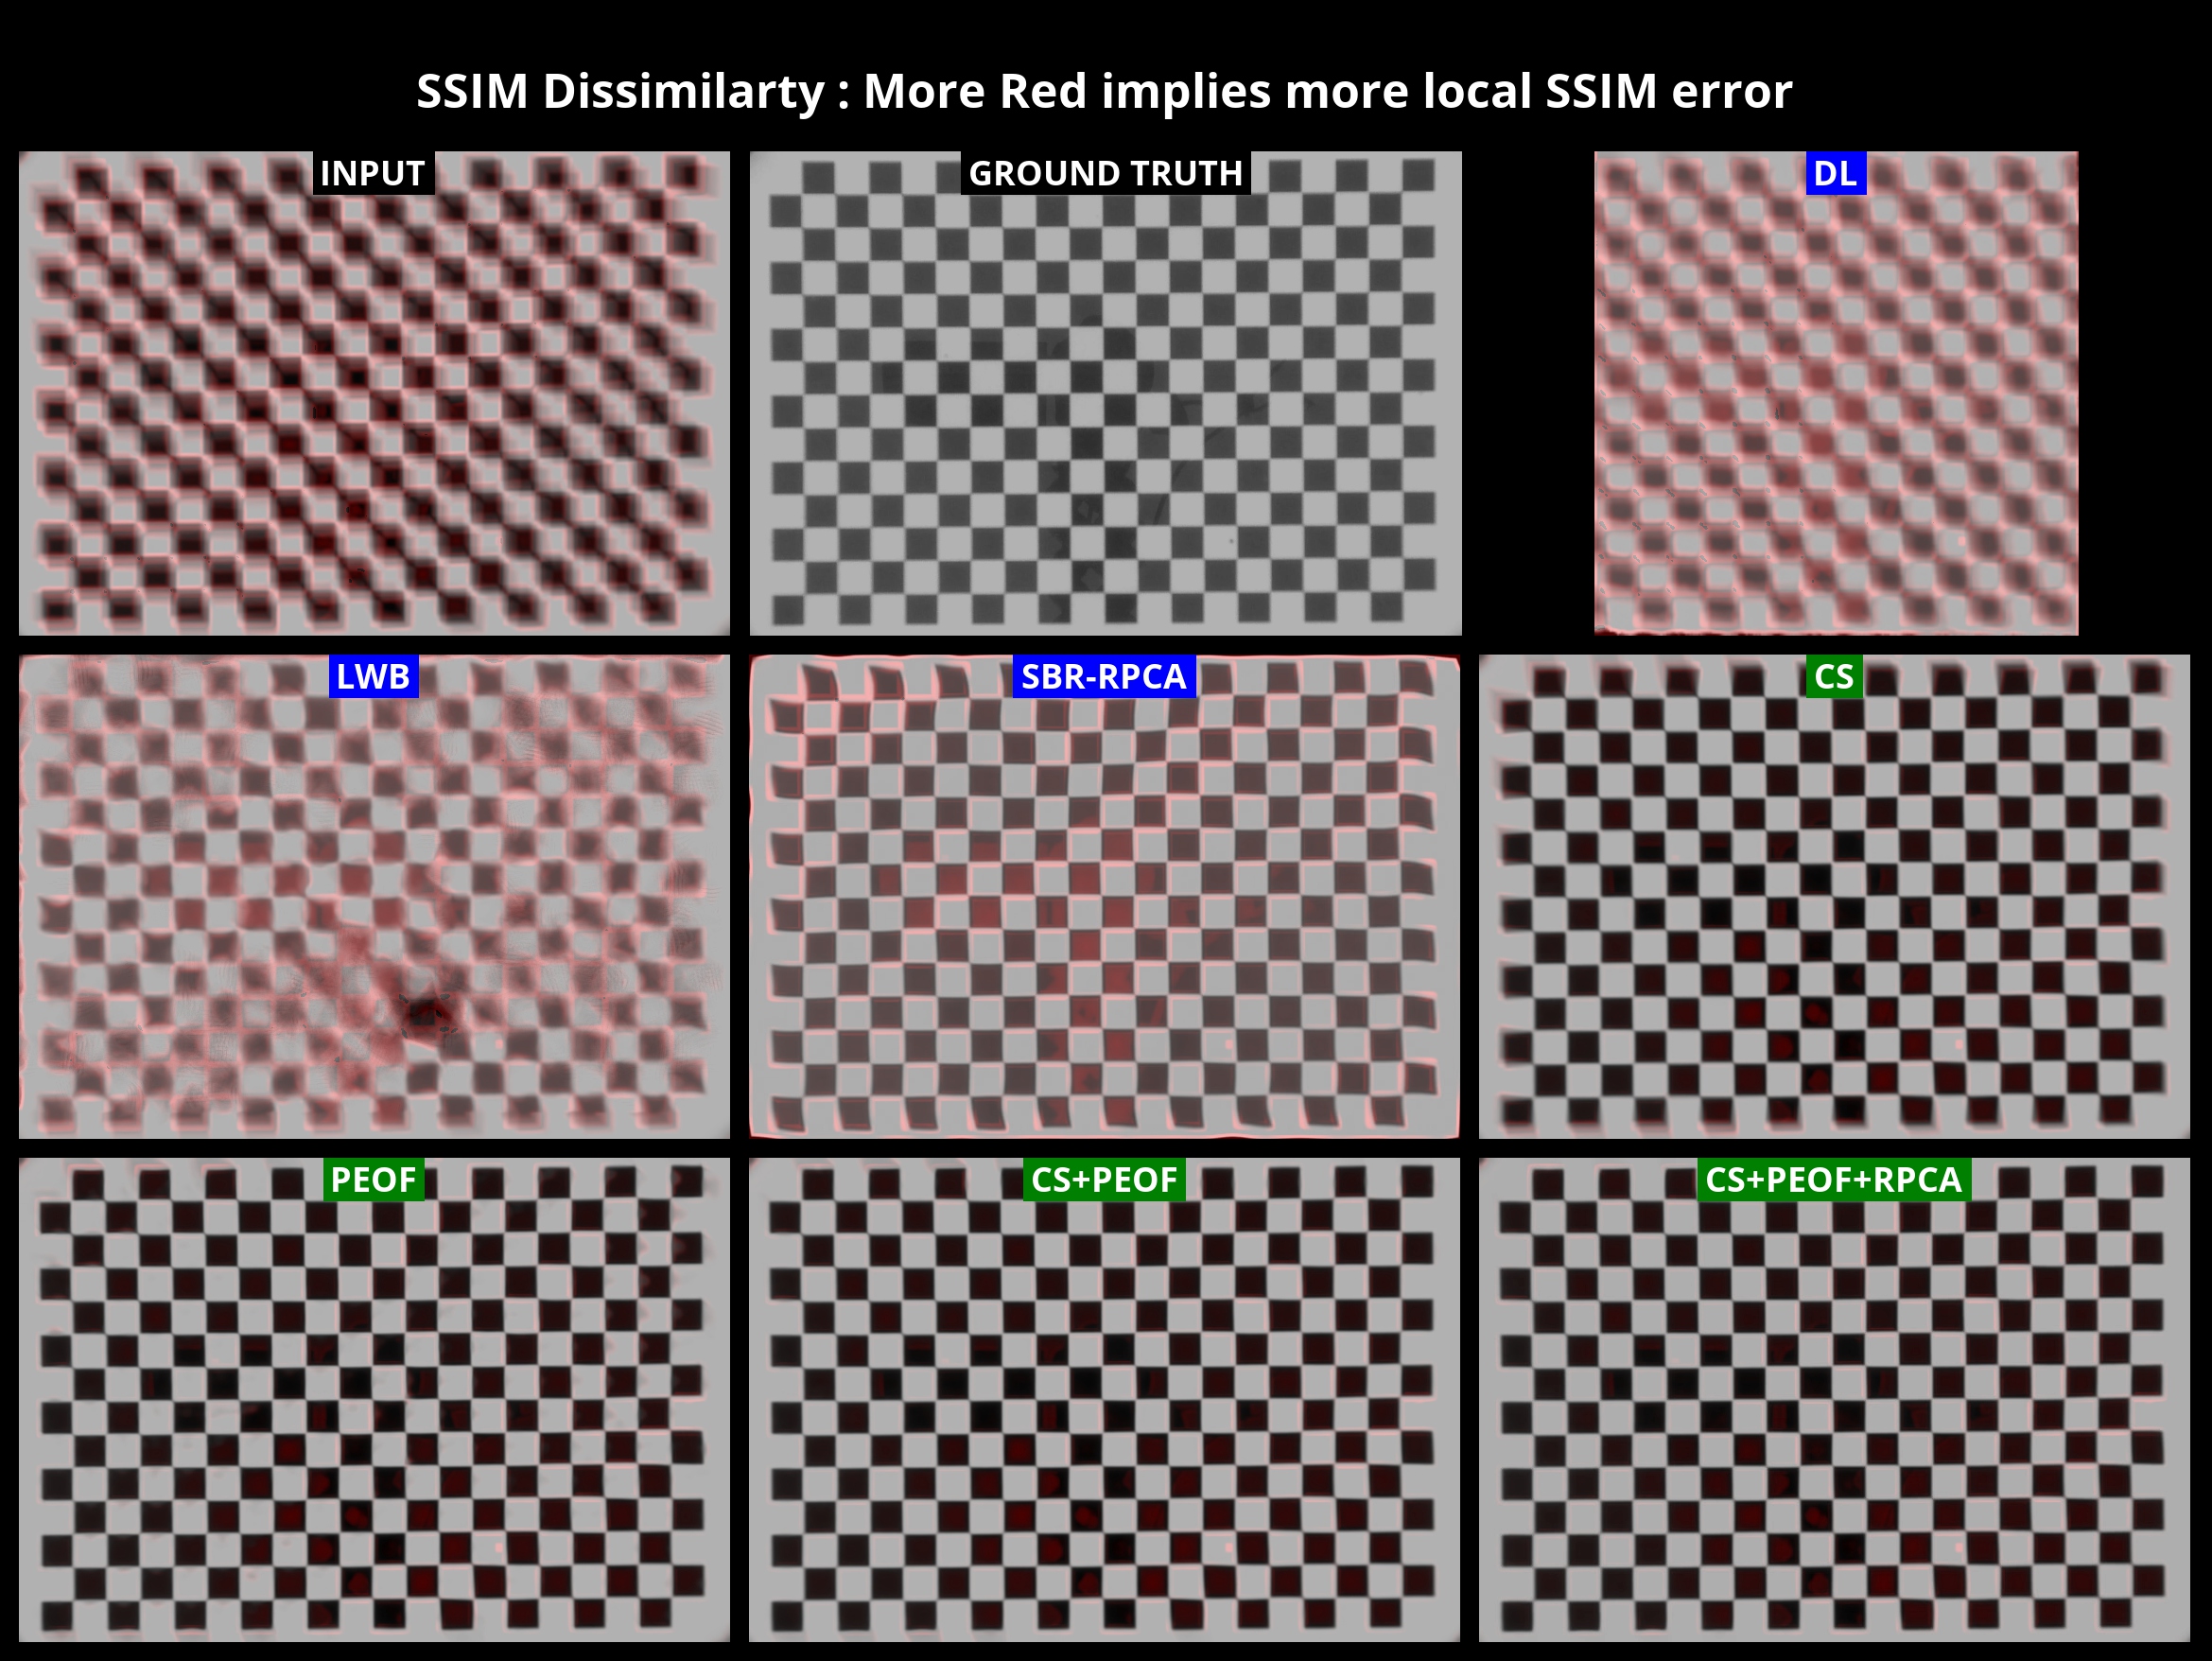 SSIM Dissimilarty : More Red implies more local SSIM error
INPUT
GROUND TRUTH
DL
LWB
SBR-RPCA
CS
PEOF
CS+PEOF
CS+PEOF+RPCA